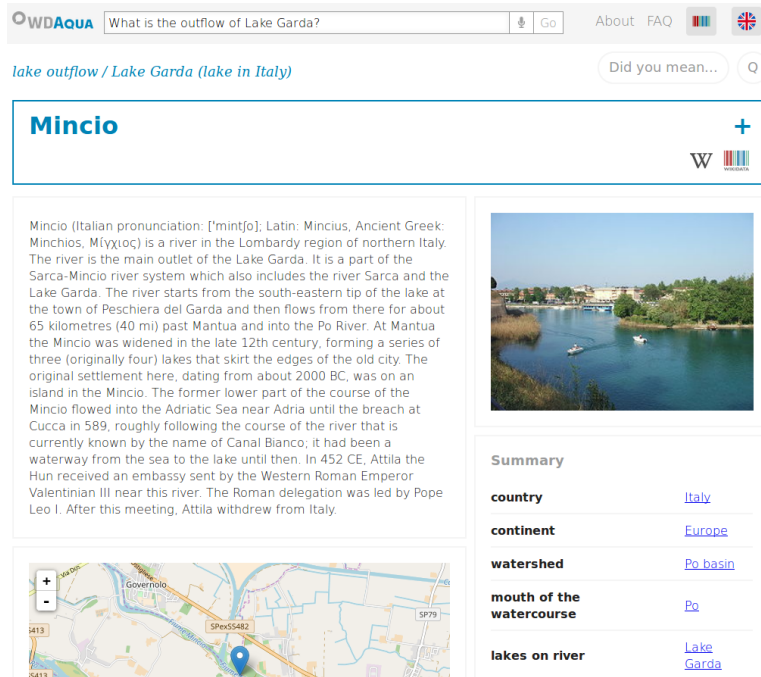 WDAqua
What is the outflow of Lake Garda?
Go
About FAQ
lake outflow / Lake Garda (lake in Italy)
Did you mean...
Q
Mincio
+
W
WIKIDATA
Mincio (Italian pronunciation: ['mintʃo]; Latin: Mincius, Ancient Greek:
Minchios, Μίγχιος) is a river in the Lombardy region of northern Italy.
The river is the main outlet of the Lake Garda. It is a part of the
Sarca-Mincio river system which also includes the river Sarca and the
Lake Garda. The river starts from the south-eastern tip of the lake at
the town of Peschiera del Garda and then flows from there for about
65 kilometres (40 mi) past Mantua and into the Po River. At Mantua
the Mincio was widened in the late 12th century, forming a series of
three (originally four) lakes that skirt the edges of the old city. The
original settlement here, dating from about 2000 BC, was on an
island in the Mincio. The former lower part of the course of the
Mincio flowed into the Adriatic Sea near Adria until the breach at
Cucca in 589, roughly following the course of the river that is
currently known by the name of Canal Bianco; it had been a
waterway from the sea to the lake until then. In 452 CE, Attila the
Hun received an embassy sent by the Western Roman Emperor
Valentinian III near this river. The Roman delegation was led by Pope
Leo I. After this meeting, Attila withdrew from Italy.
Summary
country Italy
continent Europe
watershed Po basin
mouth of the
watercourse Po
lakes on river Lake
Garda
+
-
Via Dus
Governolo
SP79
SPexSS482
S413
S413